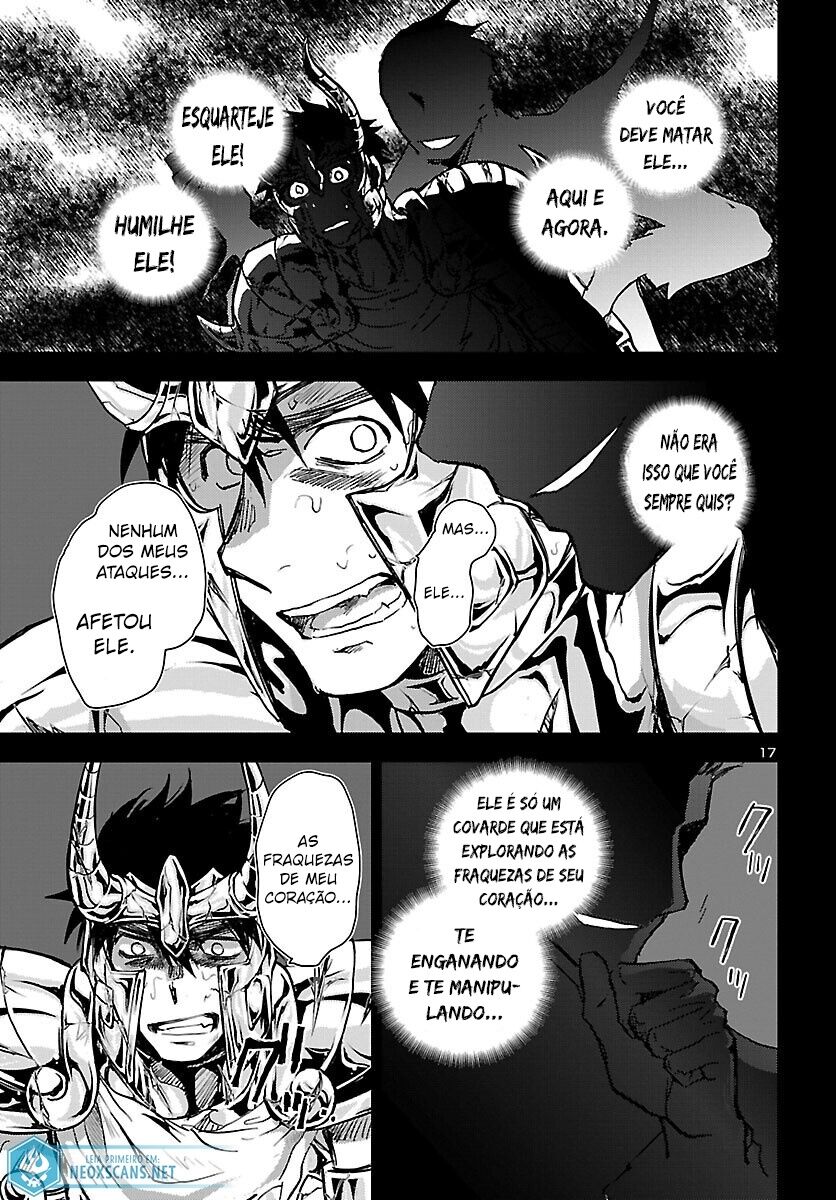 VOCÊ
DEVE MATAR
ELE...
AQUI E
AGORA.
ESQUARTEJE
ELE!
HUMILHE
ELE!
NÃO ERA
ISSO QUE VOCÊ
SEMPRE QUIS?
MAS...
ELE...
NENHUM
DOS MEUS
ATAQUES...
AFETOU
ELE.
17
ELE É SÓ UM
COVARDE QUE ESTÁ
EXPLORANDO AS
FRAQUEZAS DE SEU
CORAÇÃO...
TE
ENGANANDO
E TE MANIPU-
LANDO...
AS
FRAQUEZAS
DE MEU
CORAÇÃO...
LEIA PRIMEIRO EM:
NEOXSCANS.NET